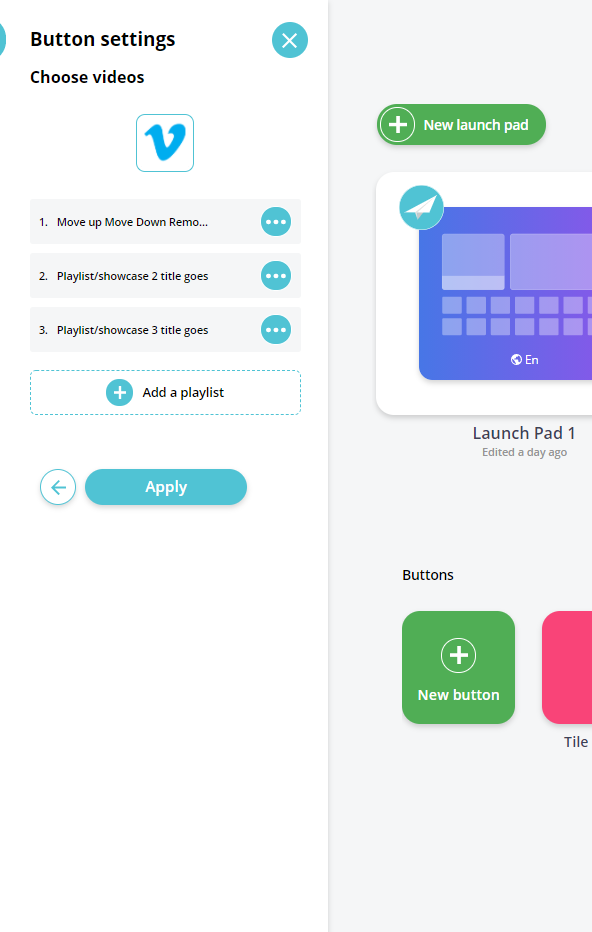 Button settings
Choose videos
1. Move up Move Down Remo...
2. Playlist/showcase 2 title goes
3. Playlist/showcase 3 title goes
Add a playlist
Apply
New launch pad
En
Launch Pad 1
Edited a day ago
Buttons
New button
Tile